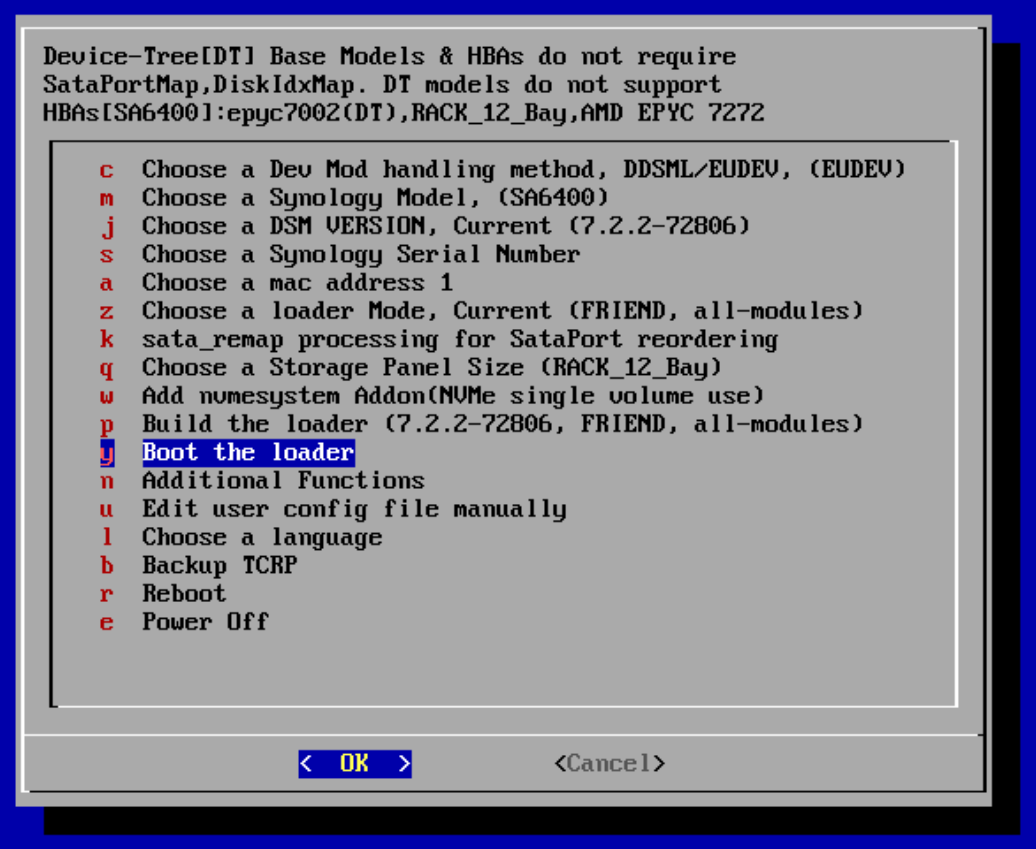 Device-Tree[DT] Base Models & HBAs do not require
SataPortMap,DiskIdxMap. DT models do not support
HBAs[SA6400]:epyc7002(DT),RACK_12_Bay,AMD EPYC 7272
c Choose a Dev Mod handling method, DDSML/EUDEV, (EUDEV)
m Choose a Synology Model, (SA6400)
j Choose a DSM VERSION, Current (7.2.2-72806)
s Choose a Synology Serial Number
a Choose a mac address 1
z Choose a loader Mode, Current (FRIEND, all-modules)
k sata_remap processing for SataPort reordering
q Choose a Storage Panel Size (RACK_12_Bay)
w Add nvmesystem Addon(NVMe single volume use)
p Build the loader (7.2.2-72806, FRIEND, all-modules)
y Boot the loader
n Additional Functions
u Edit user config file manually
l Choose a language
b Backup TCRP
r Reboot
e Power Off
< OK > <Cancel>